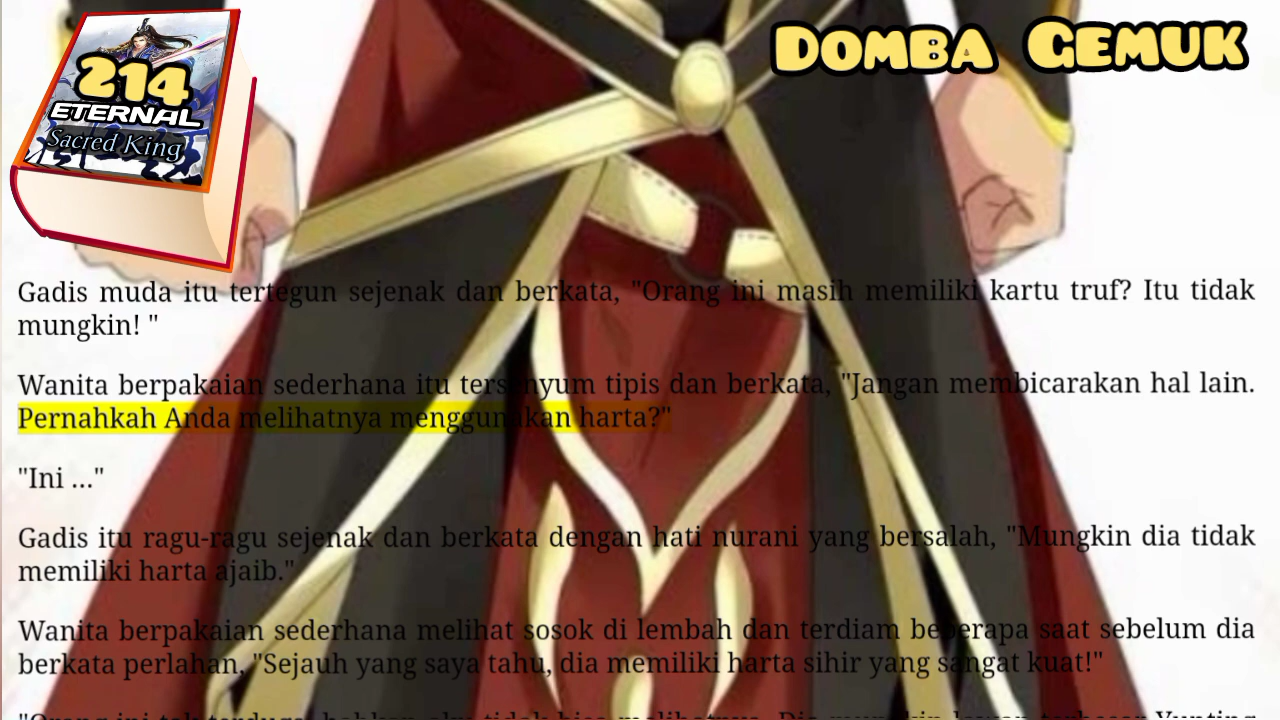 214
ETERNAL
Sacred King
DOMBA GEMUK
Gadis muda itu tertegun sejenak dan berkata, "Orang ini masih memiliki kartu truf? Itu tidak
mungkin! "
Wanita berpakaian sederhana itu tersenyum tipis dan berkata, "Jangan membicarakan hal lain.
Pernahkah Anda melihatnya menggunakan harta?"
"Ini ..."
Gadis itu ragu-ragu sejenak dan berkata dengan hati nurani yang bersalah, "Mungkin dia tidak
memiliki harta ajaib."
Wanita berpakaian sederhana melihat sosok di lembah dan terdiam beberapa saat sebelum dia
berkata perlahan, "Sejauh yang saya tahu, dia memiliki harta sihir yang sangat kuat!"